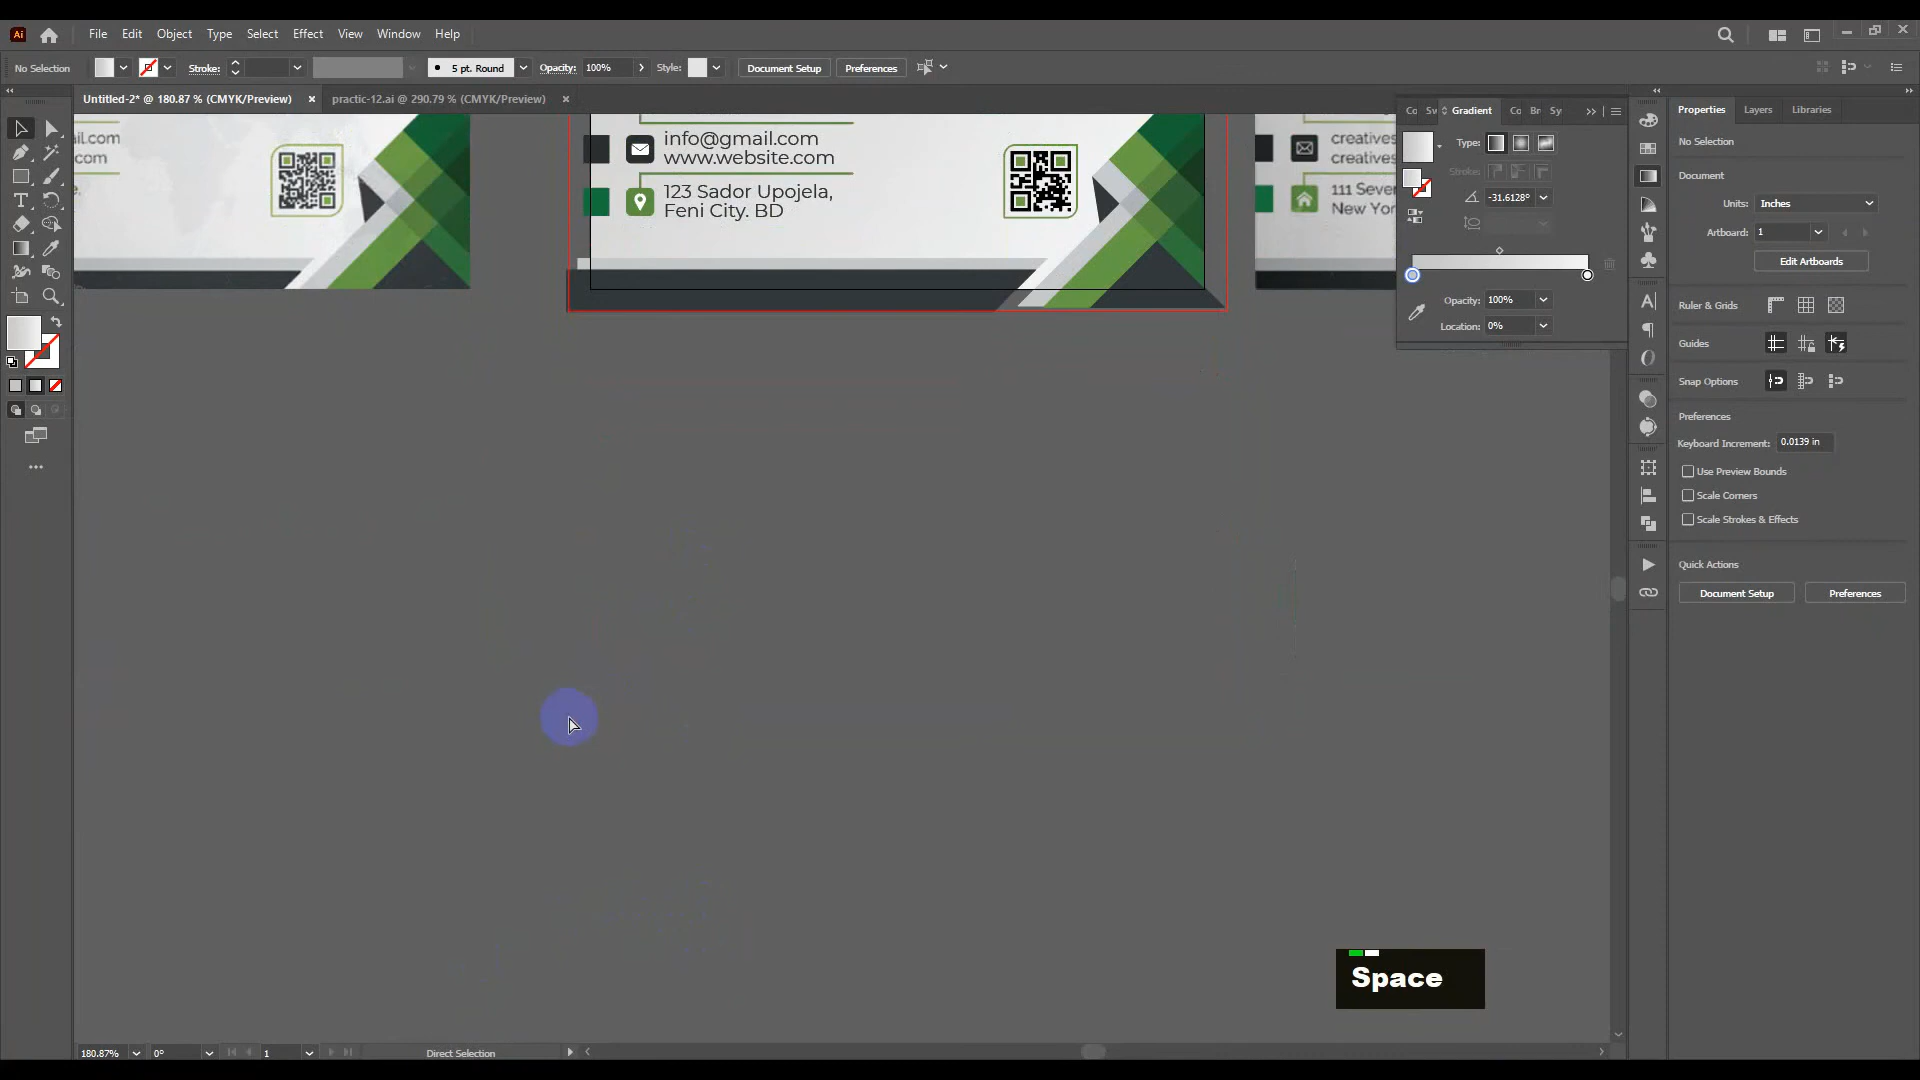 Ai
File Edit Object Type Select Effect View Window Help
No Selection
Stroke:
5 pt. Round
Opacity: 100%
Style:
Document Setup
Preferences
Untitled-2* @ 180.87 % (CMYK/Preview) ×
practic-12.ai @ 290.79 % (CMYK/Preview) ×
ail.com
.com
info@gmail.com
www.website.com
123 Sador Upojela,
Feni City. BD
creatives
creatives
111 Seve
New Yor
Gradient
Sy
Type:
Stroke:
-31.6128°
Opacity: 100%
Location: 0%
Properties Layers Libraries
No Selection
Document
Units: Inches
Artboard: 1
Edit Artboards
Ruler & Grids
Guides
Snap Options
Preferences
Keyboard Increment: 0.0139 in
Use Preview Bounds
Scale Corners
Scale Strokes & Effects
Quick Actions
Document Setup
Preferences
Space
180.87% 0° 1 Direct Selection